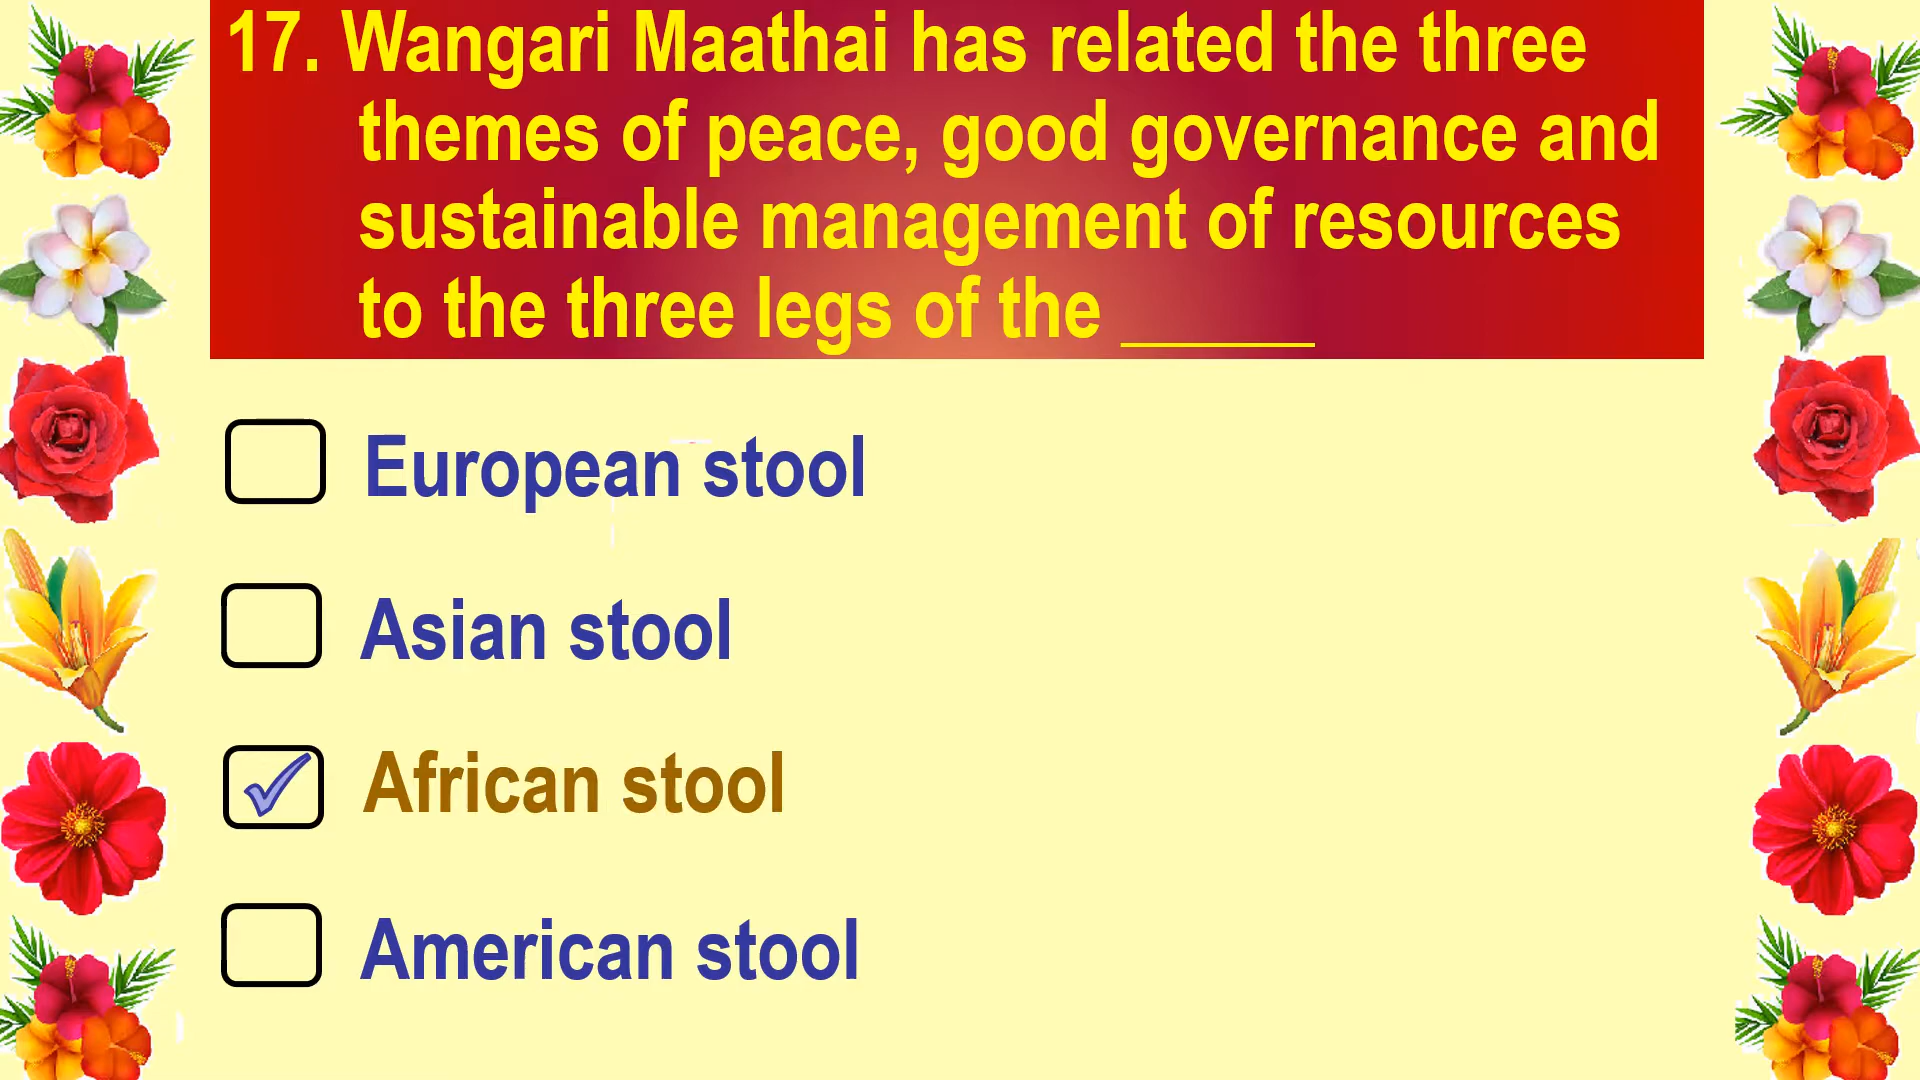 17. Wangari Maathai has related the three
themes of peace, good governance and
sustainable management of resources
to the three legs of the ______
European stool
Asian stool
African stool
American stool